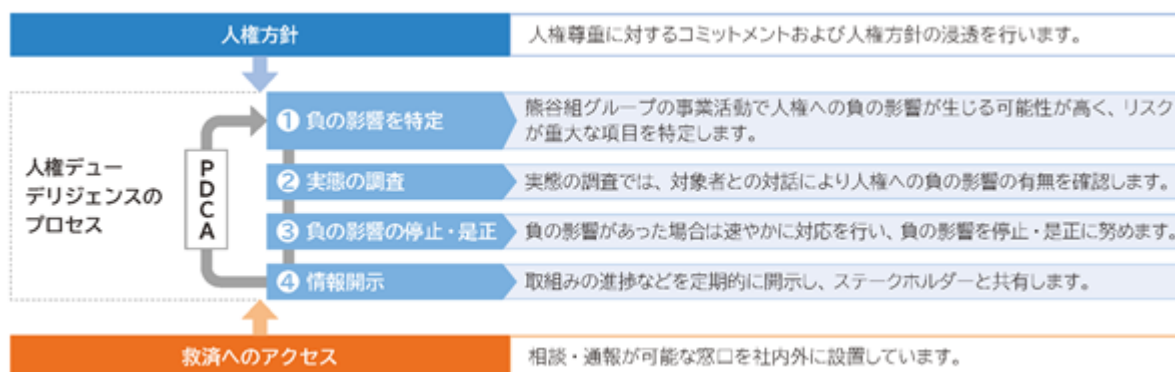 人権方針
人権尊重に対するコミットメントおよび人権方針の浸透を行います。
人権デュー
デリジェンスの
プロセス
PDCA
❶ 負の影響を特定
熊谷組グループの事業活動で人権への負の影響が生じる可能性が高く、リスク
が重大な項目を特定します。
❷ 実態の調査
実態の調査では、対象者との対話により人権への負の影響の有無を確認します。
❸ 負の影響の停止・是正
負の影響があった場合は速やかに対応を行い、負の影響を停止・是正に努めます。
❹ 情報開示
取組みの進捗などを定期的に開示し、ステークホルダーと共有します。
救済へのアクセス
相談・通報が可能な窓口を社内外に設置しています。